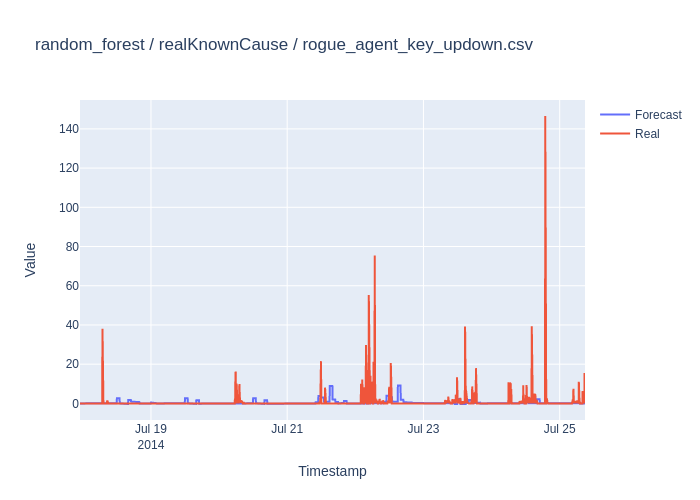 random_forest / realKnownCause / rogue_agent_key_updown.csv
Forecast
Real
140
120
100
80
60
40
20
0
Value
Jul 19
2014
Jul 21
Jul 23
Jul 25
Timestamp